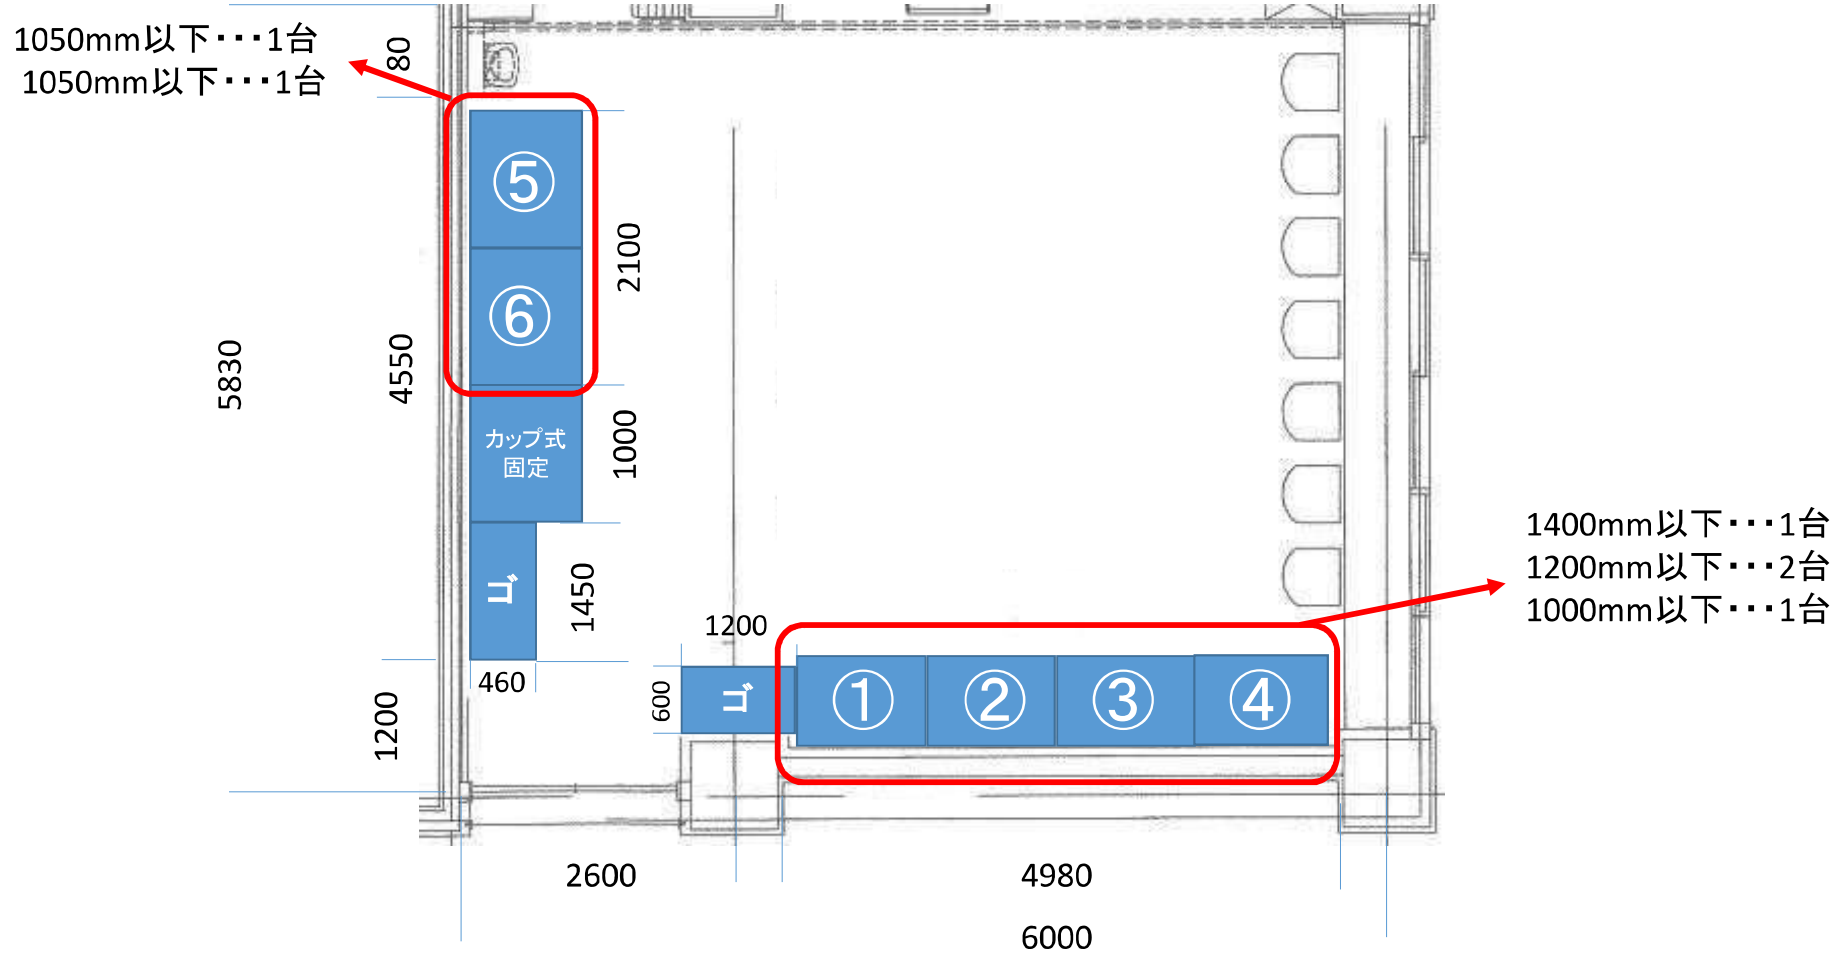 1050mm以下・・・1台
1050mm以下・・・1台
80
⑤
2100
⑥
4550
5830
カップ式
固定
1000
ゴ
1450
460
1200
1200
600
ゴ
①
②
③
④
1400mm以下・・・1台
1200mm以下・・・2台
1000mm以下・・・1台
2600
4980
6000